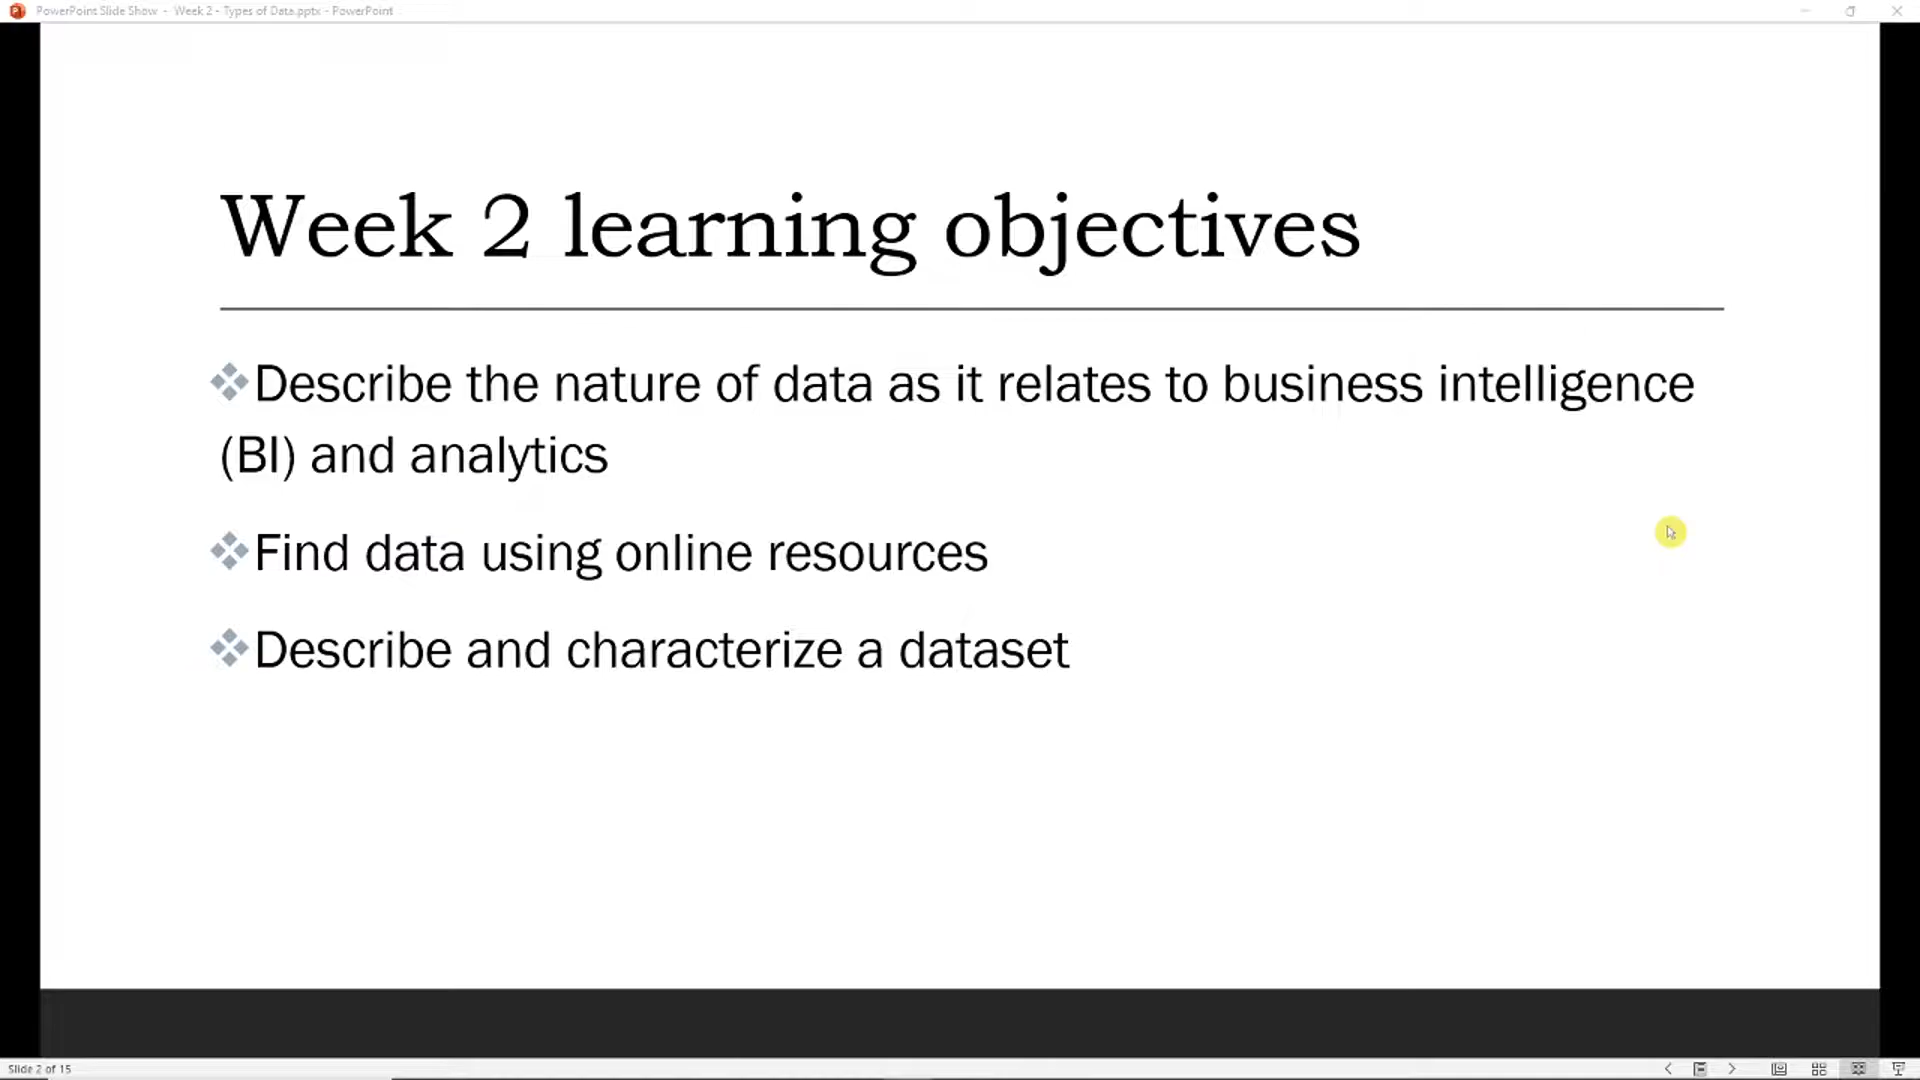 PowerPoint Slide Show - Week 2 - Types of Data.pptx - PowerPoint
Week 2 learning objectives
Describe the nature of data as it relates to business intelligence
(BI) and analytics
Find data using online resources
Describe and characterize a dataset
Slide 2 of 15